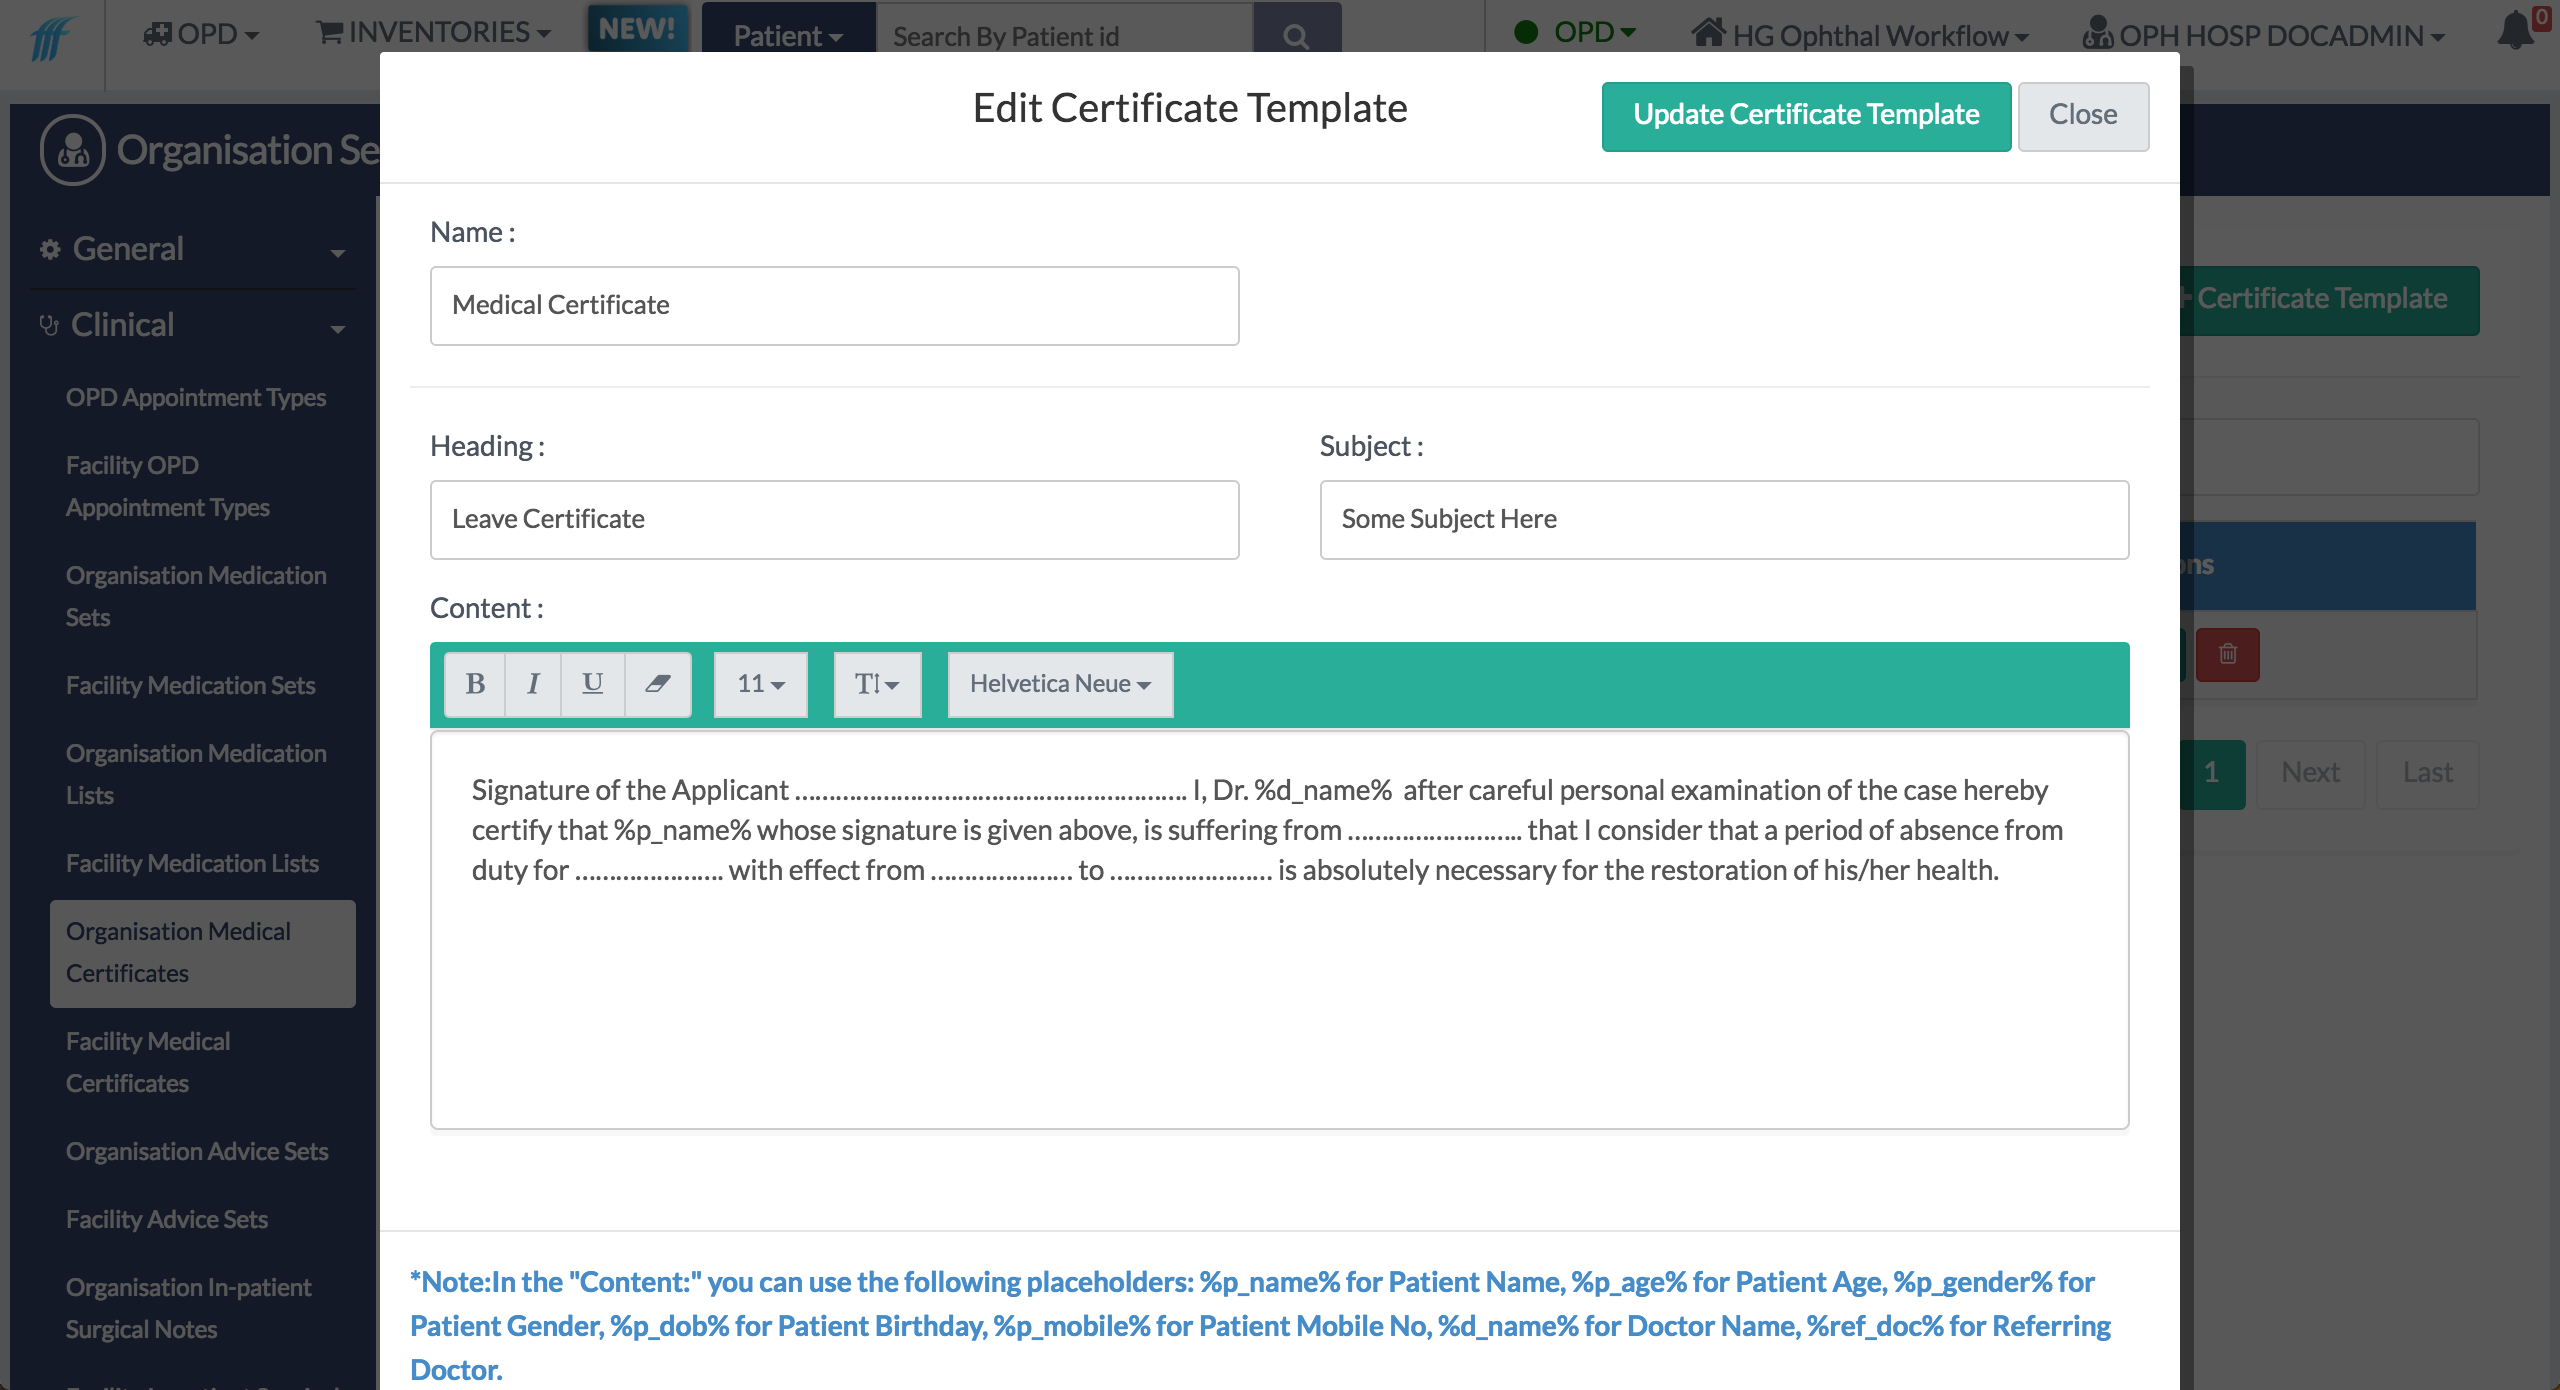 OPD
INVENTORIES
NEW!
Patient
Search By Patient id
OPD
HG Ophthal Workflow
OPH HOSP DOCADMIN
0
Edit Certificate Template
Update Certificate Template
Close
Organisation Se
General
Clinical
OPD Appointment Types
Facility OPD
Appointment Types
Organisation Medication
Sets
Facility Medication Sets
Organisation Medication
Lists
Facility Medication Lists
Organisation Medical
Certificates
Facility Medical
Certificates
Organisation Advice Sets
Facility Advice Sets
Organisation In-patient
Surgical Notes
Name :
Medical Certificate
Heading :
Leave Certificate
Subject :
Some Subject Here
Content :
B I U 11 T Helvetica Neue
Signature of the Applicant ……………………………………………….. I, Dr. %d_name%  after careful personal examination of the case hereby
certify that %p_name% whose signature is given above, is suffering from …………………….. that I consider that a period of absence from
duty for …………………. with effect from ………………… to …………………… is absolutely necessary for the restoration of his/her health.
*Note:In the "Content:" you can use the following placeholders: %p_name% for Patient Name, %p_age% for Patient Age, %p_gender% for
Patient Gender, %p_dob% for Patient Birthday, %p_mobile% for Patient Mobile No, %d_name% for Doctor Name, %ref_doc% for Referring
Doctor.
+ Certificate Template
ons
1
Next
Last